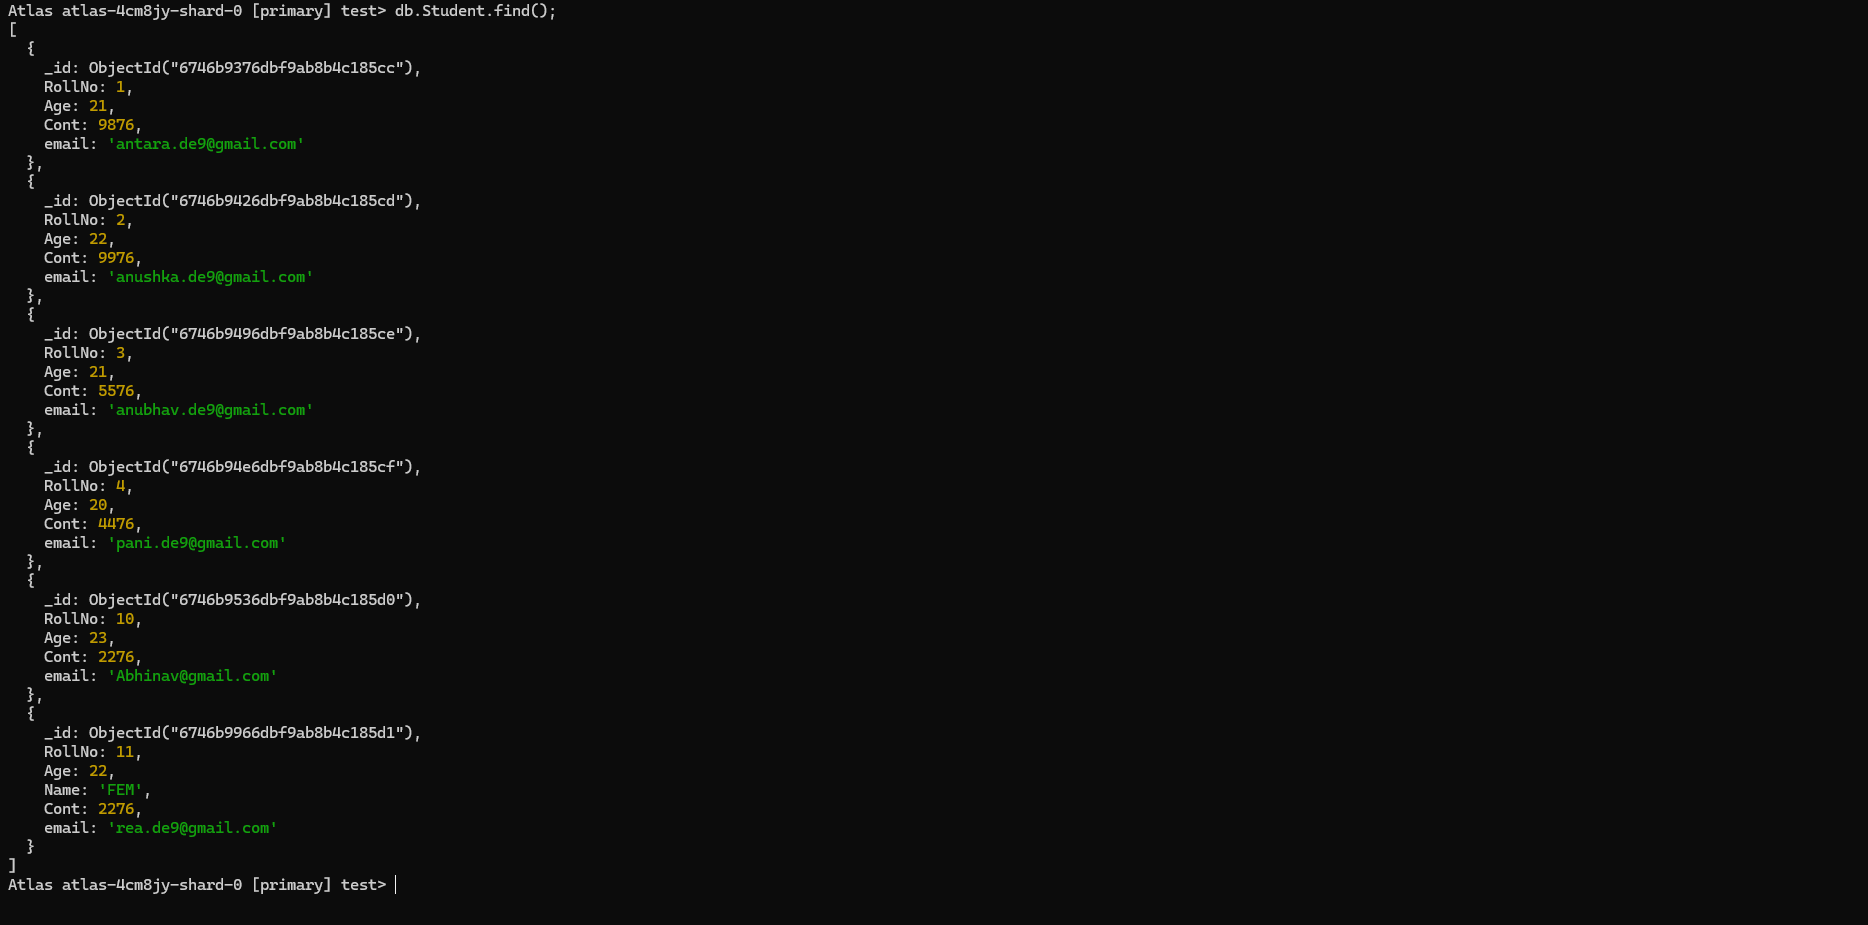 Atlas atlas-4cm8jy-shard-0 [primary] test> db.Student.find();
[
  {
    _id: ObjectId("6746b9376dbf9ab8b4c185cc"),
    RollNo: 1,
    Age: 21,
    Cont: 9876,
    email: 'antara.de9@gmail.com'
  },
  {
    _id: ObjectId("6746b9426dbf9ab8b4c185cd"),
    RollNo: 2,
    Age: 22,
    Cont: 9976,
    email: 'anushka.de9@gmail.com'
  },
  {
    _id: ObjectId("6746b9496dbf9ab8b4c185ce"),
    RollNo: 3,
    Age: 21,
    Cont: 5576,
    email: 'anubhav.de9@gmail.com'
  },
  {
    _id: ObjectId("6746b94e6dbf9ab8b4c185cf"),
    RollNo: 4,
    Age: 20,
    Cont: 4476,
    email: 'pani.de9@gmail.com'
  },
  {
    _id: ObjectId("6746b9536dbf9ab8b4c185d0"),
    RollNo: 10,
    Age: 23,
    Cont: 2276,
    email: 'Abhinav@gmail.com'
  },
  {
    _id: ObjectId("6746b9966dbf9ab8b4c185d1"),
    RollNo: 11,
    Age: 22,
    Name: 'FEM',
    Cont: 2276,
    email: 'rea.de9@gmail.com'
  }
]
Atlas atlas-4cm8jy-shard-0 [primary] test>